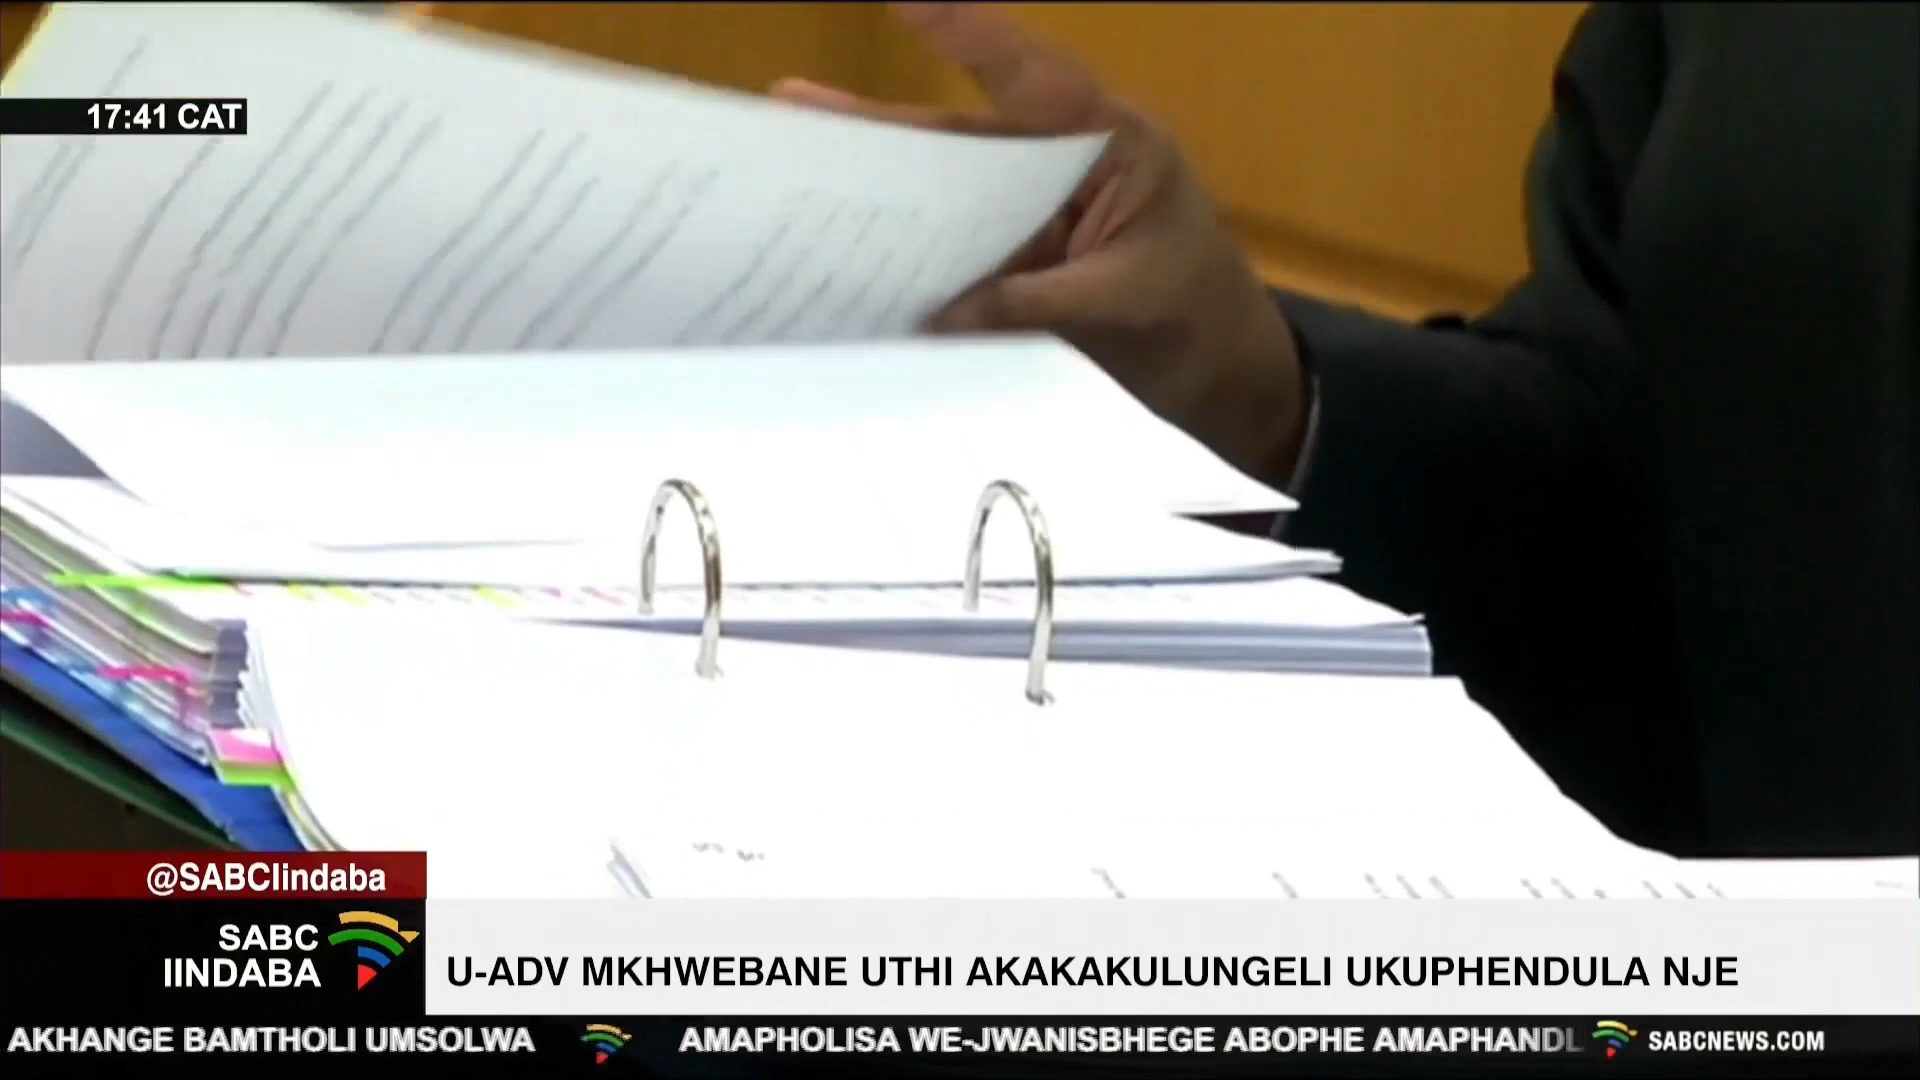 17:41 CAT
@SABCIindaba
SABC
IINDABA
U-ADV MKHWEBANE UTHI AKAKAKULUNGELI UKUPHENDULA NJE
AKHANGE BAMTHOLI UMSOLWA
AMAPHOLISA WE-JWANISBHEGE ABOPHE AMAPHANDL
SABCNEWS.COM